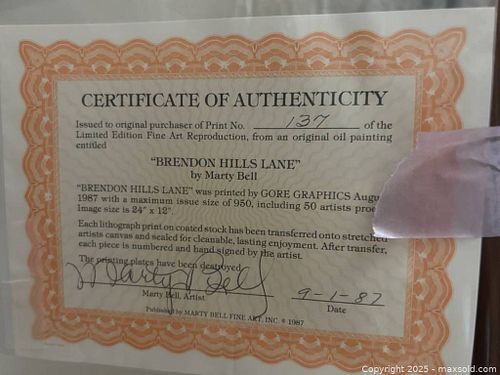 CERTIFICATE OF AUTHENTICITY
Issued to original purchaser of Print No. 137 of the
Limited Edition Fine Art Reproduction, from an original oil painting
entitled
"BRENDON HILLS LANE"
by Marty Bell
"BRENDON HILLS LANE" was printed by GORE GRAPHICS Augu
1987 with a maximum issue size of 950, including 50 artists proo
Image size is 24" x 12".
Each lithograph print on coated stock has been transferred onto stretched
artists canvas and sealed for cleanable, lasting enjoyment. After transfer,
each piece is numbered and hand signed by the artist.
The printing plates have been destroyed
Marty Bell 9-1-87
Marty Bell, Artist Date
Published by MARTY BELL FINE ART, INC. © 1987
Copyright 2025 - maxsold.com